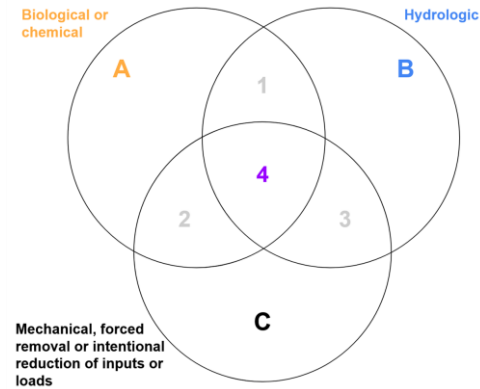 Biological or
chemical
Hydrologic
A
B
1
4
2
3
C
Mechanical, forced
removal or intentional
reduction of inputs or
loads